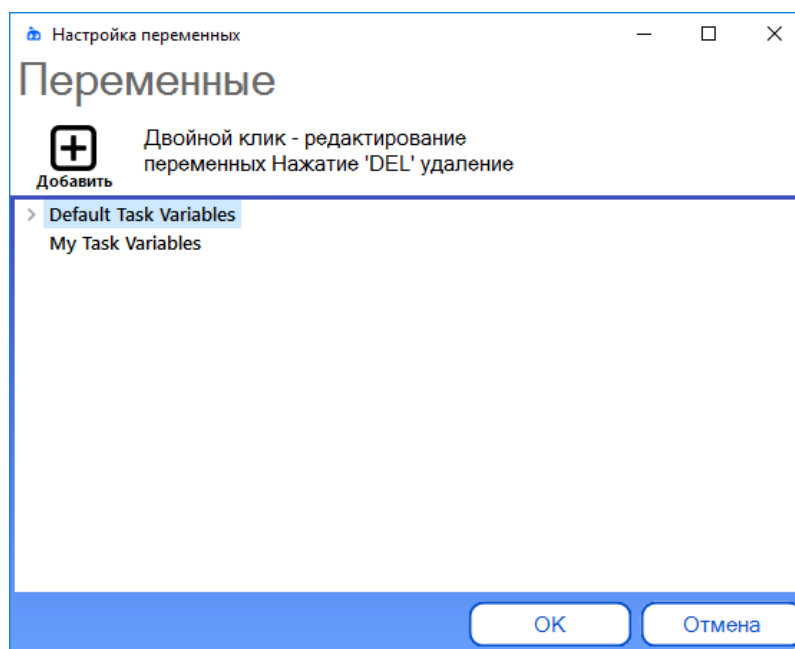 Настройка переменных
Переменные
Двойной клик - редактирование
переменных Нажатие 'DEL' удаление
Добавить
Default Task Variables
My Task Variables
OK
Отмена